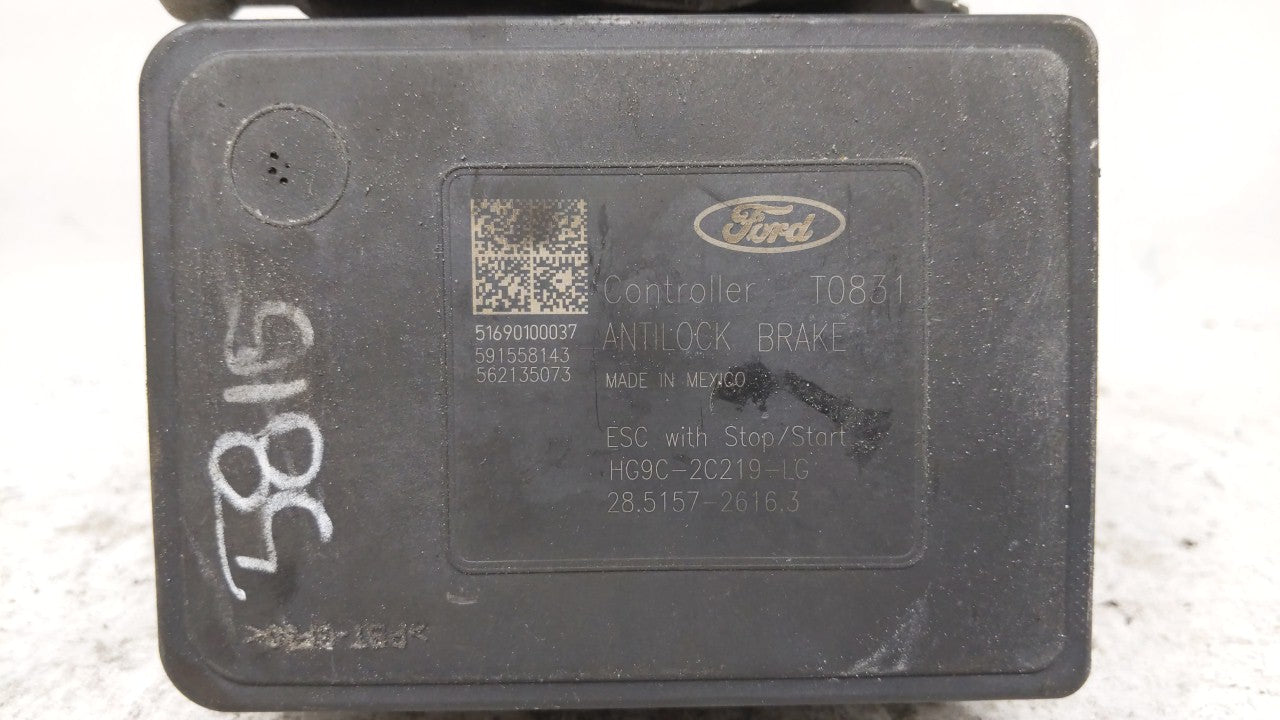 Ford
Controller T0831
51690100037
ANTILOCK BRAKE
591558143
562135073
MADE IN MEXICO
ESC with Stop/Start
HG9C-2C219-LG
28.5157-2616.3